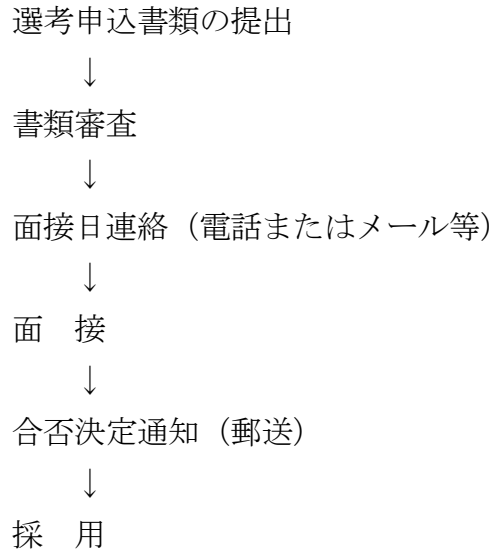 選考申込書類の提出
↓
書類審査
↓
面接日連絡（電話またはメール等）
↓
面　接
↓
合否決定通知（郵送）
↓
採　用